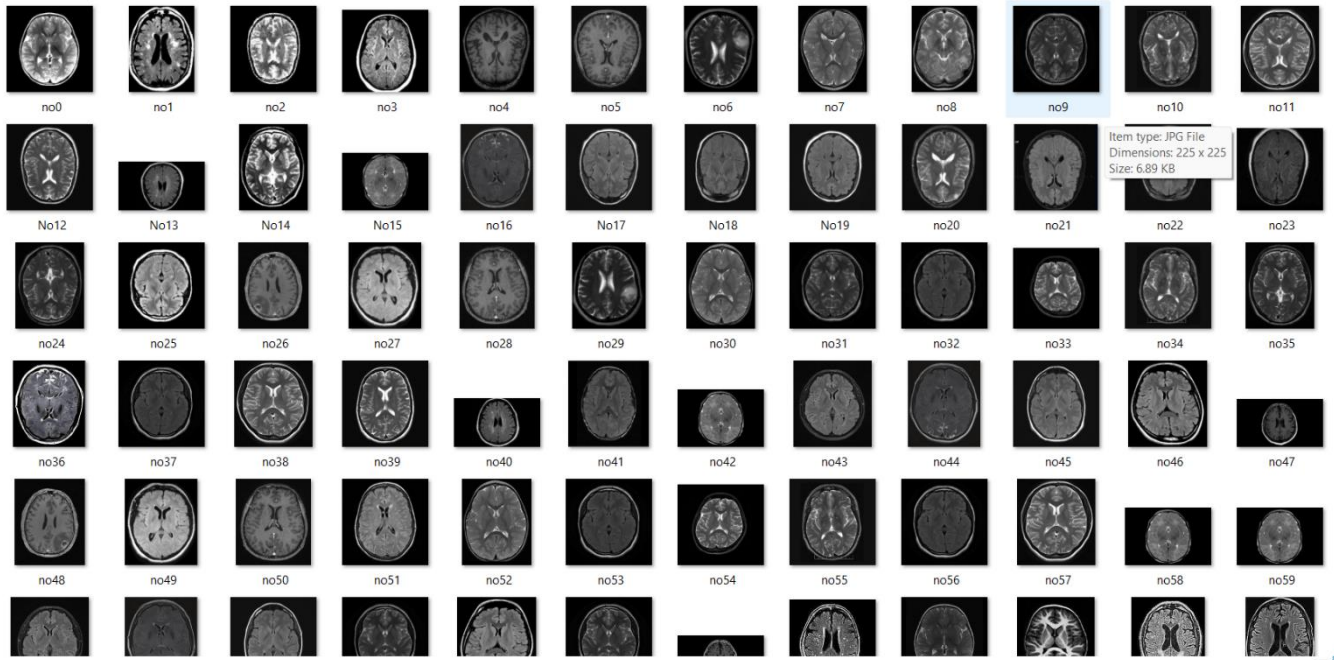 no0 no1 no2 no3 no4 no5 no6 no7 no8 no9 no10 no11
Item type: JPG File
Dimensions: 225 x 225
Size: 6.89 KB
No12 No13 No14 No15 no16 No17 No18 No19 no20 no21 no22 no23
no24 no25 no26 no27 no28 no29 no30 no31 no32 no33 no34 no35
no36 no37 no38 no39 no40 no41 no42 no43 no44 no45 no46 no47
no48 no49 no50 no51 no52 no53 no54 no55 no56 no57 no58 no59